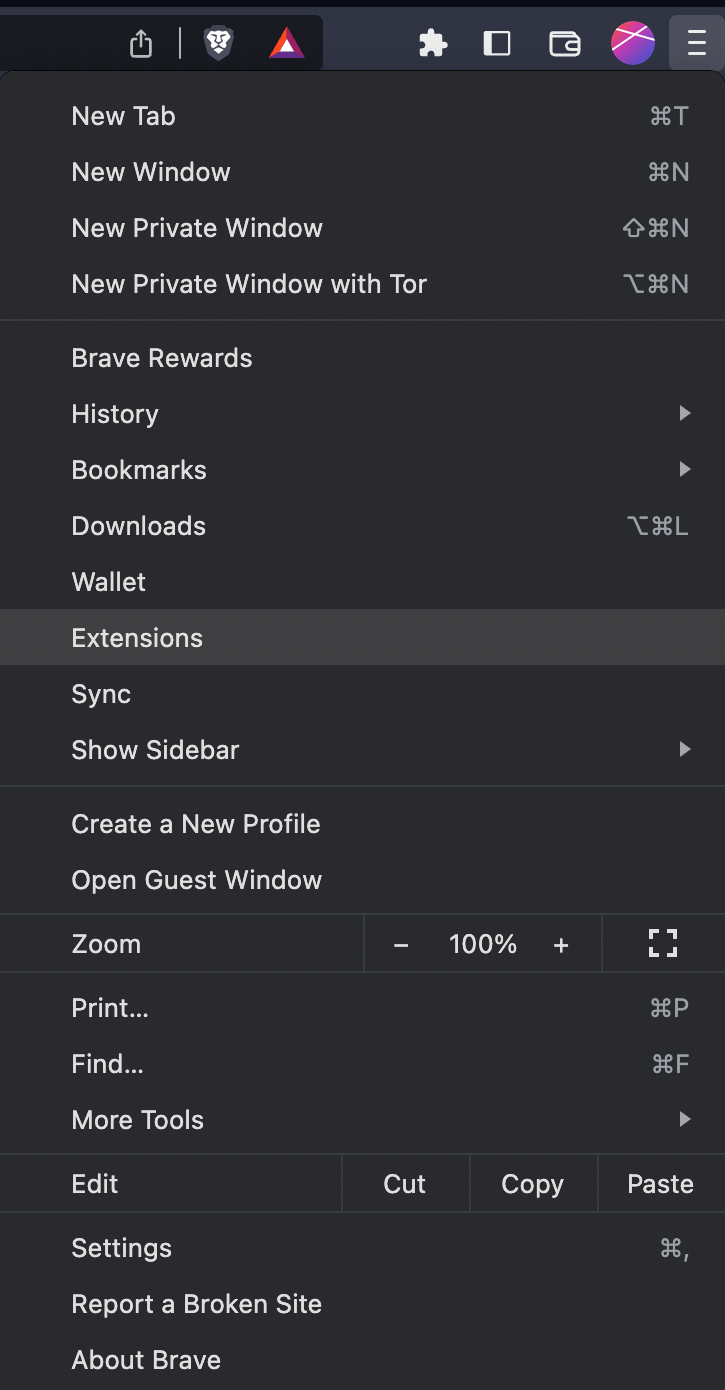 New Tab ⌘T
New Window ⌘N
New Private Window ⇧⌘N
New Private Window with Tor ⌥⌘N
Brave Rewards
History
Bookmarks
Downloads ⌥⌘L
Wallet
Extensions
Sync
Show Sidebar
Create a New Profile
Open Guest Window
Zoom − 100% +
Print... ⌘P
Find... ⌘F
More Tools
Edit Cut Copy Paste
Settings ⌘,
Report a Broken Site
About Brave